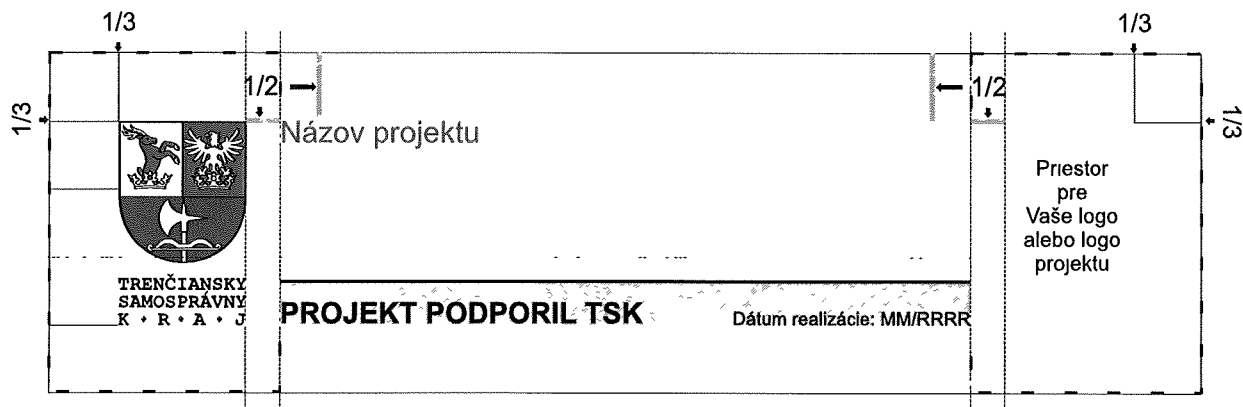 1/3
1/3
1/2
1/2
1/3
Názov projektu
1/3
Priestor
pre
Vaše logo
alebo logo
projektu
TRENČIANSKY
SAMOSPRÁVNY
K • R • A • J
PROJEKT PODPORIL TSK
Dátum realizácie: MM/RRRR